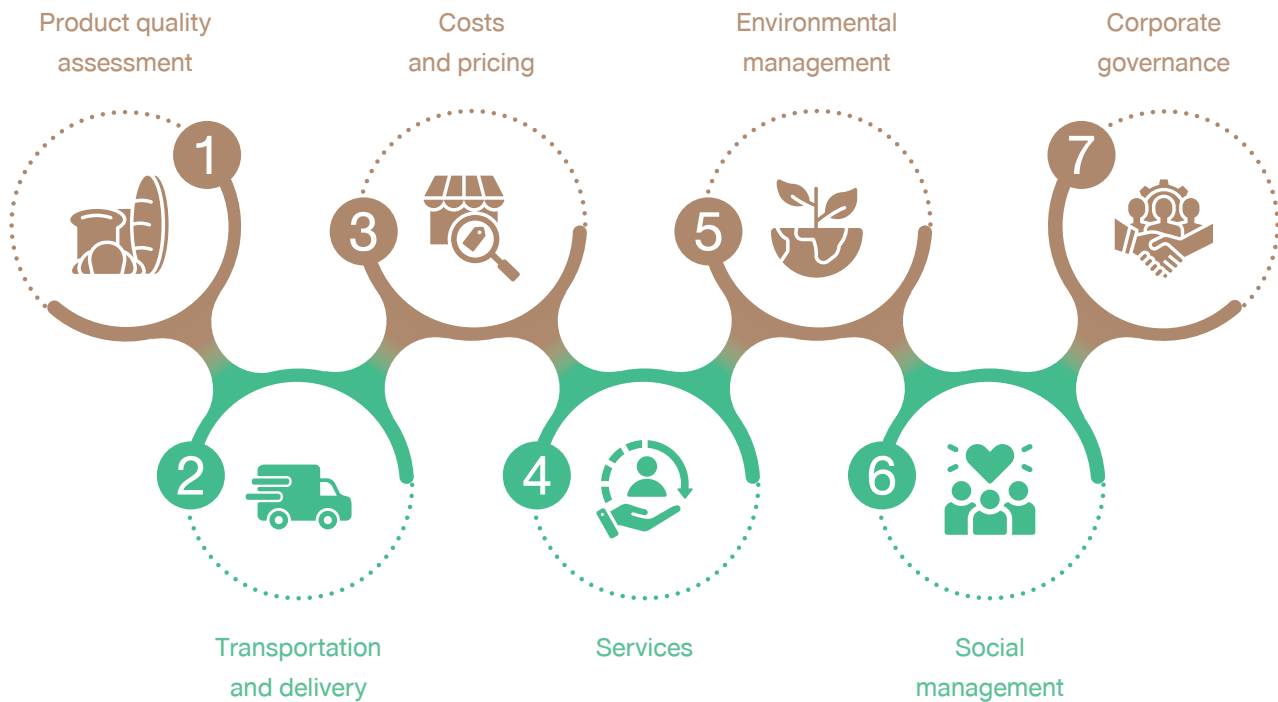 Product quality
assessment
1
2
Transportation
and delivery
Costs
and pricing
3
4
Services
Environmental
management
5
6
Social
management
Corporate
governance
7